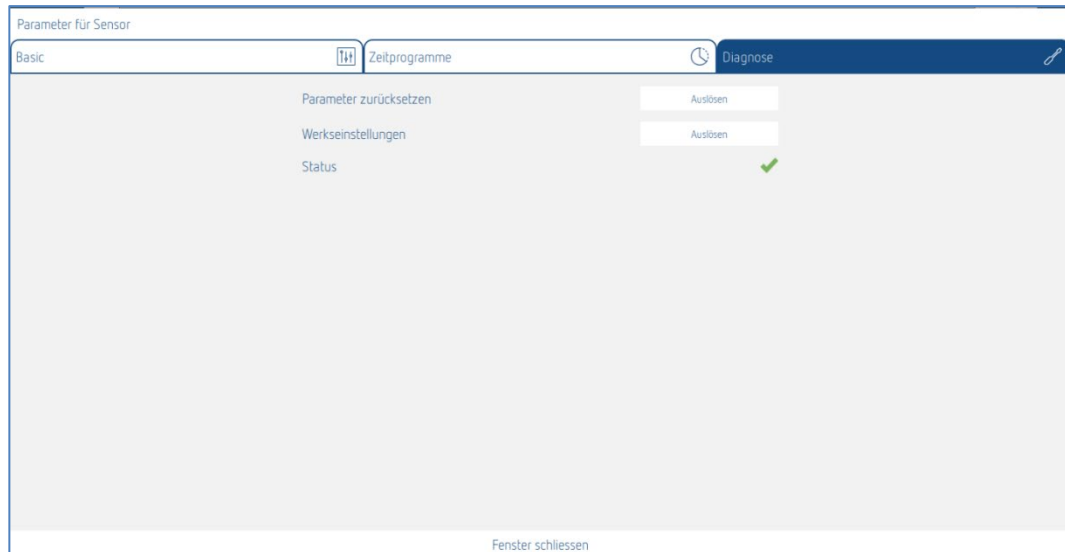 Parameter für Sensor
Basic Zeitprogramme Diagnose
Parameter zurücksetzen Auslösen
Werkseinstellungen Auslösen
Status
Fenster schliessen